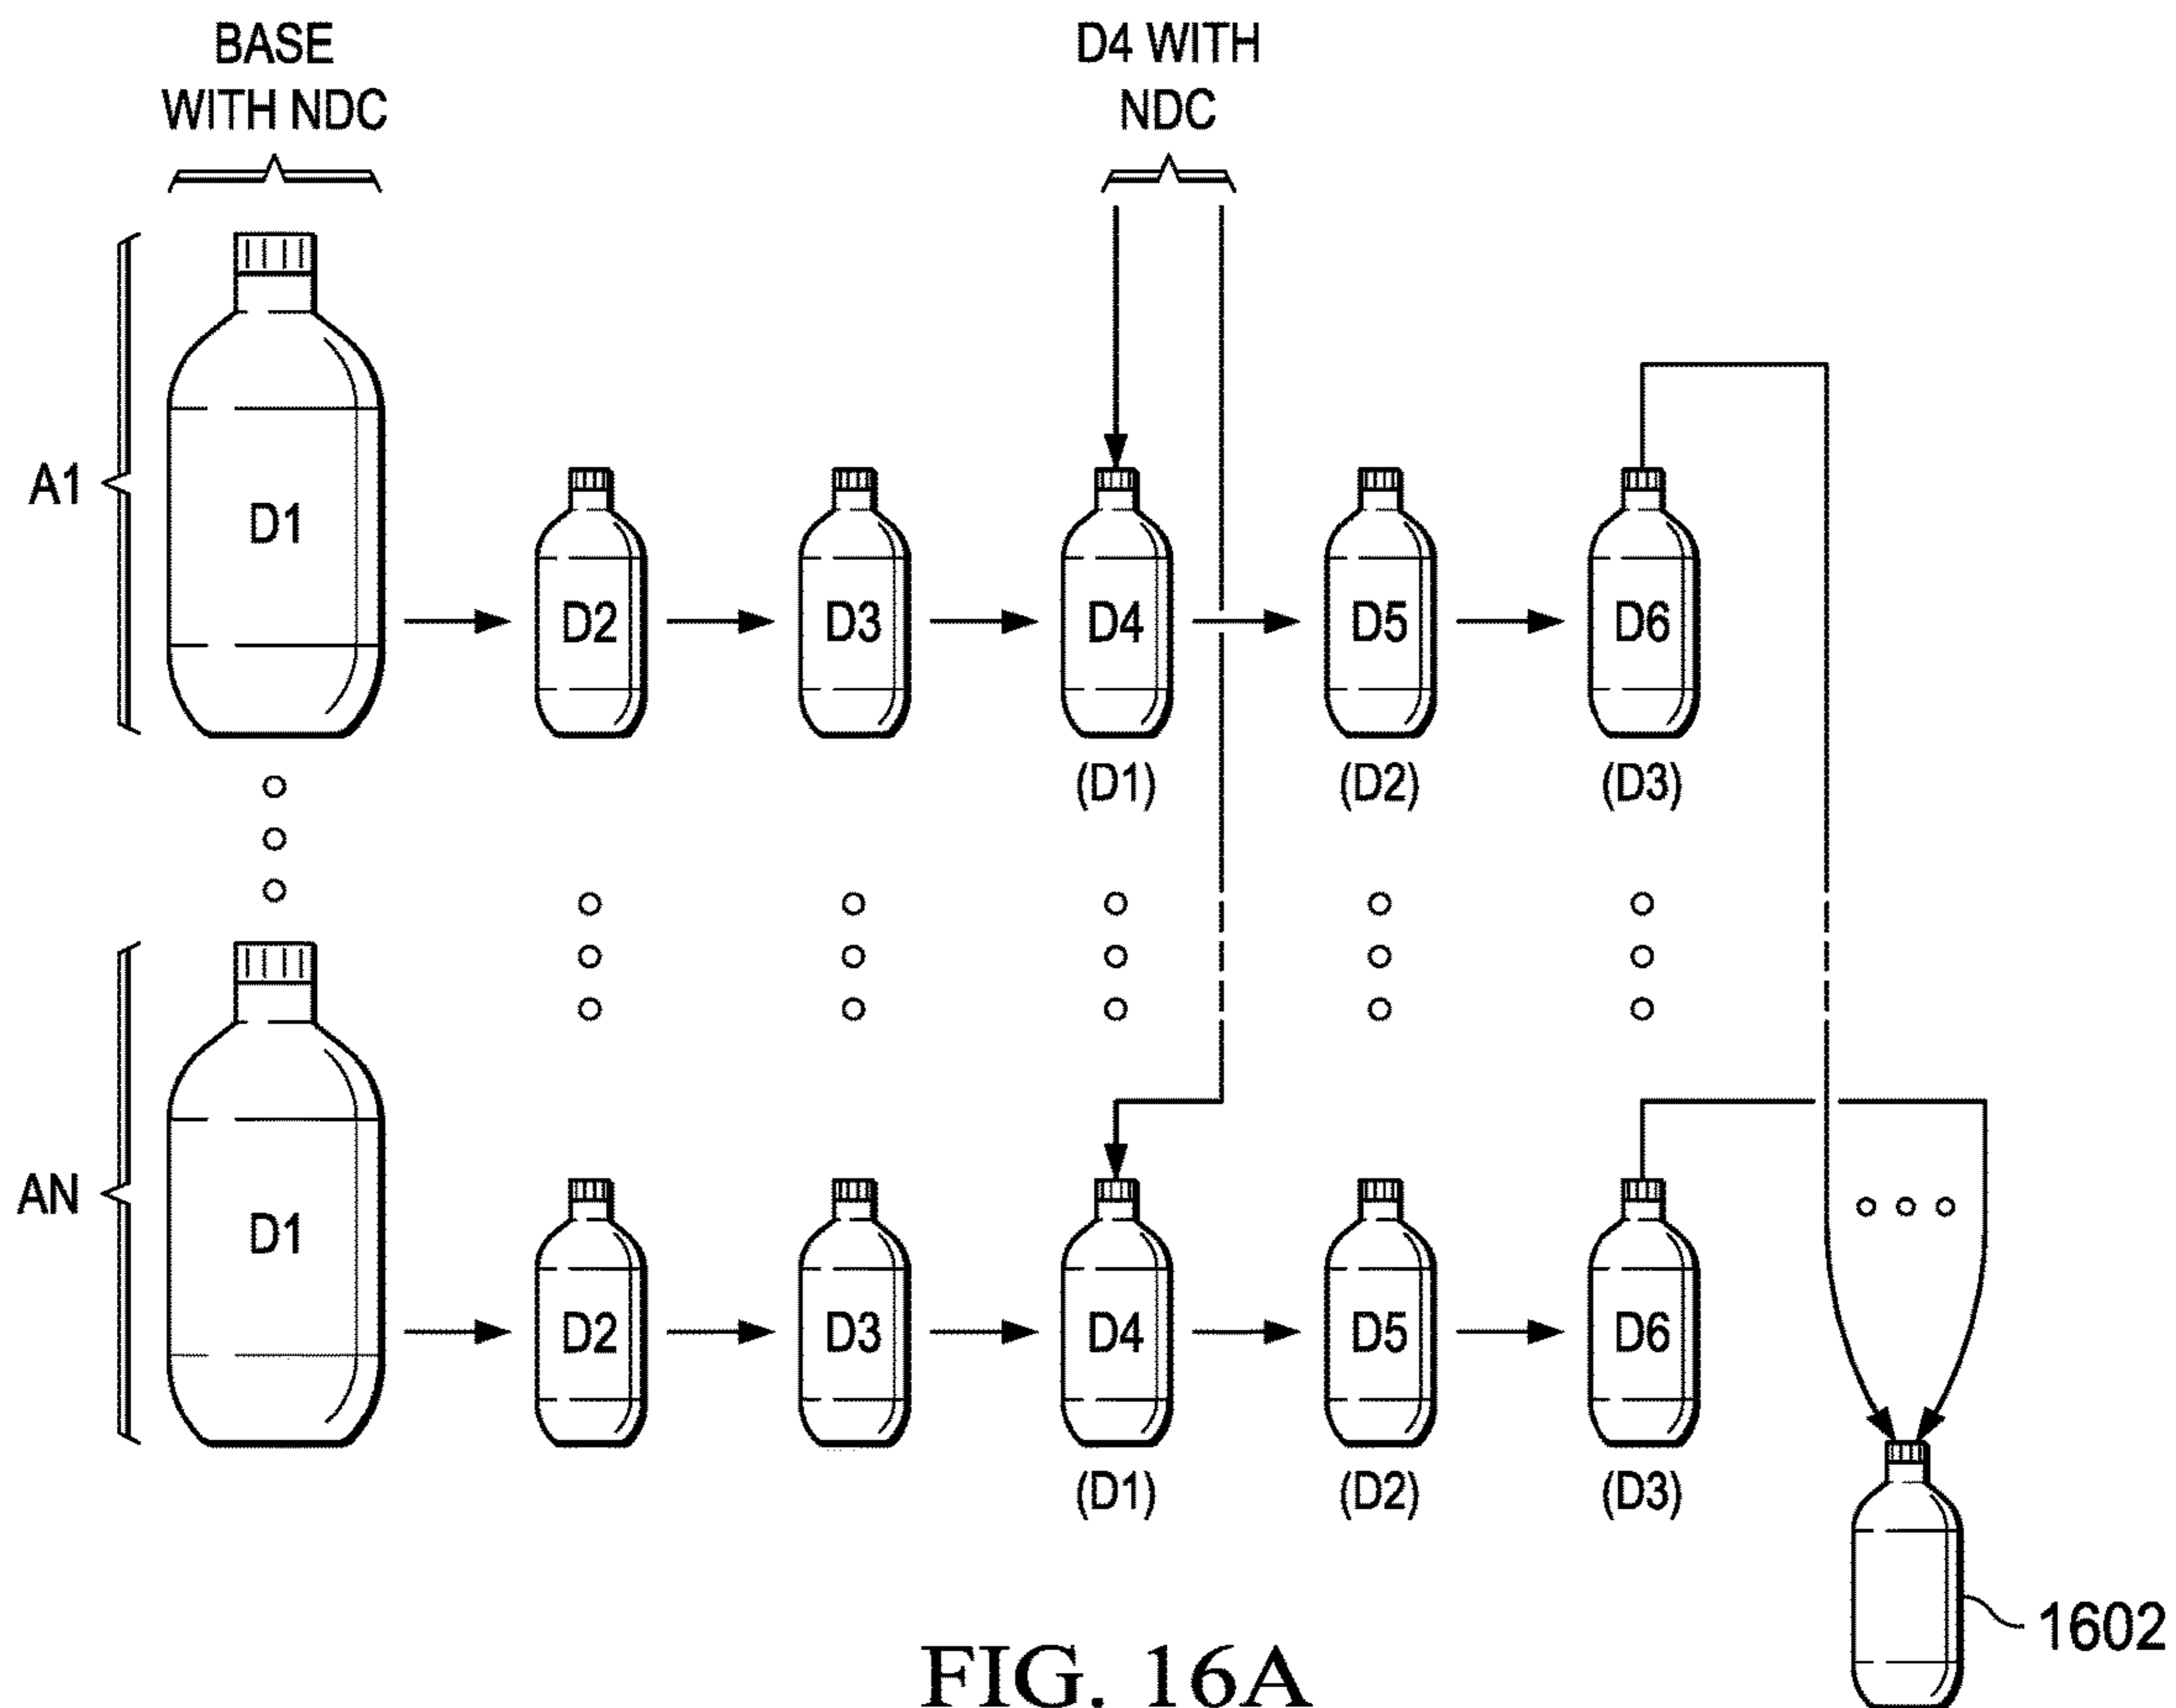 BASE
WITH NDC
D4 WITH
NDC
A1
D1
D2
D3
D4
D5
D6
(D1)
(D2)
(D3)
AN
D1
D2
D3
D4
D5
D6
(D1)
(D2)
(D3)
1602
FIG. 16A